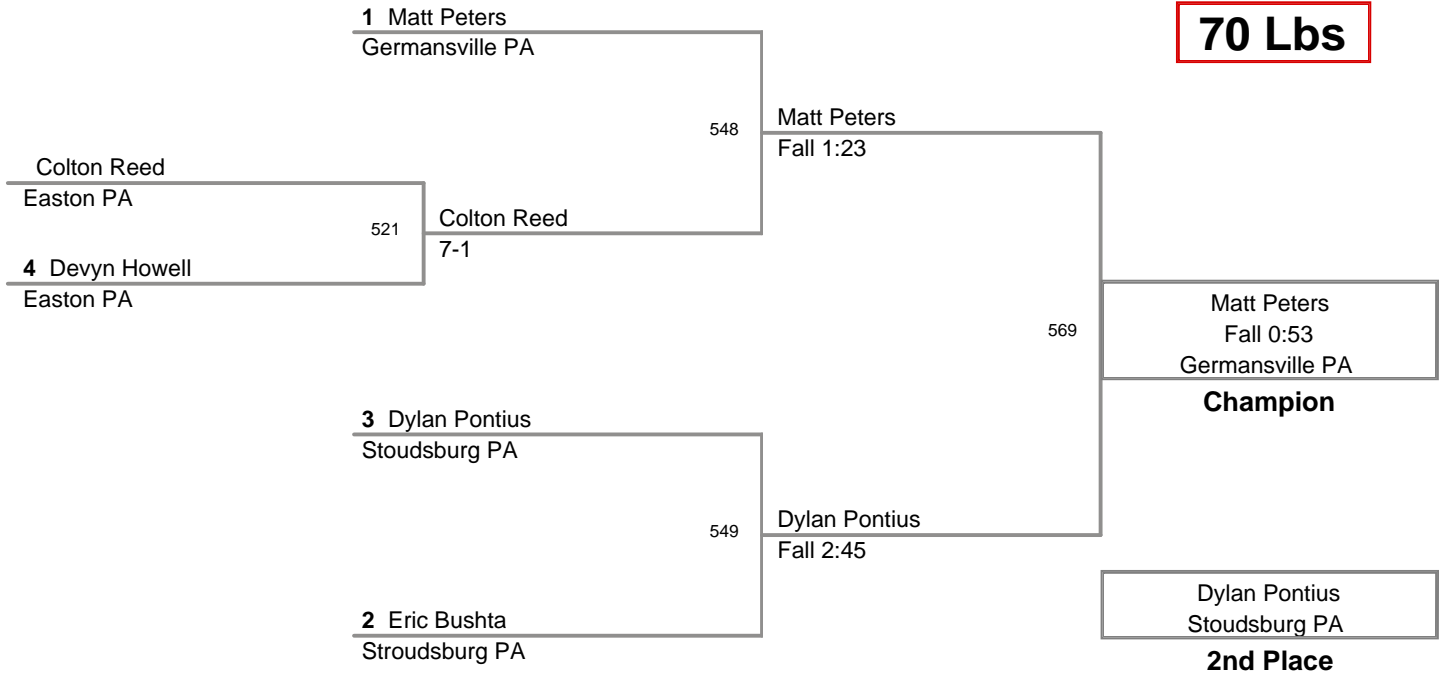 1 Matt Peters
Germansville PA
70 Lbs
548
Matt Peters
Fall 1:23
Colton Reed
Easton PA
521
Colton Reed
7-1
4 Devyn Howell
Easton PA
569
Matt Peters
Fall 0:53
Germansville PA
Champion
3 Dylan Pontius
Stoudsburg PA
549
Dylan Pontius
Fall 2:45
2 Eric Bushta
Stroudsburg PA
Dylan Pontius
Stoudsburg PA
2nd Place